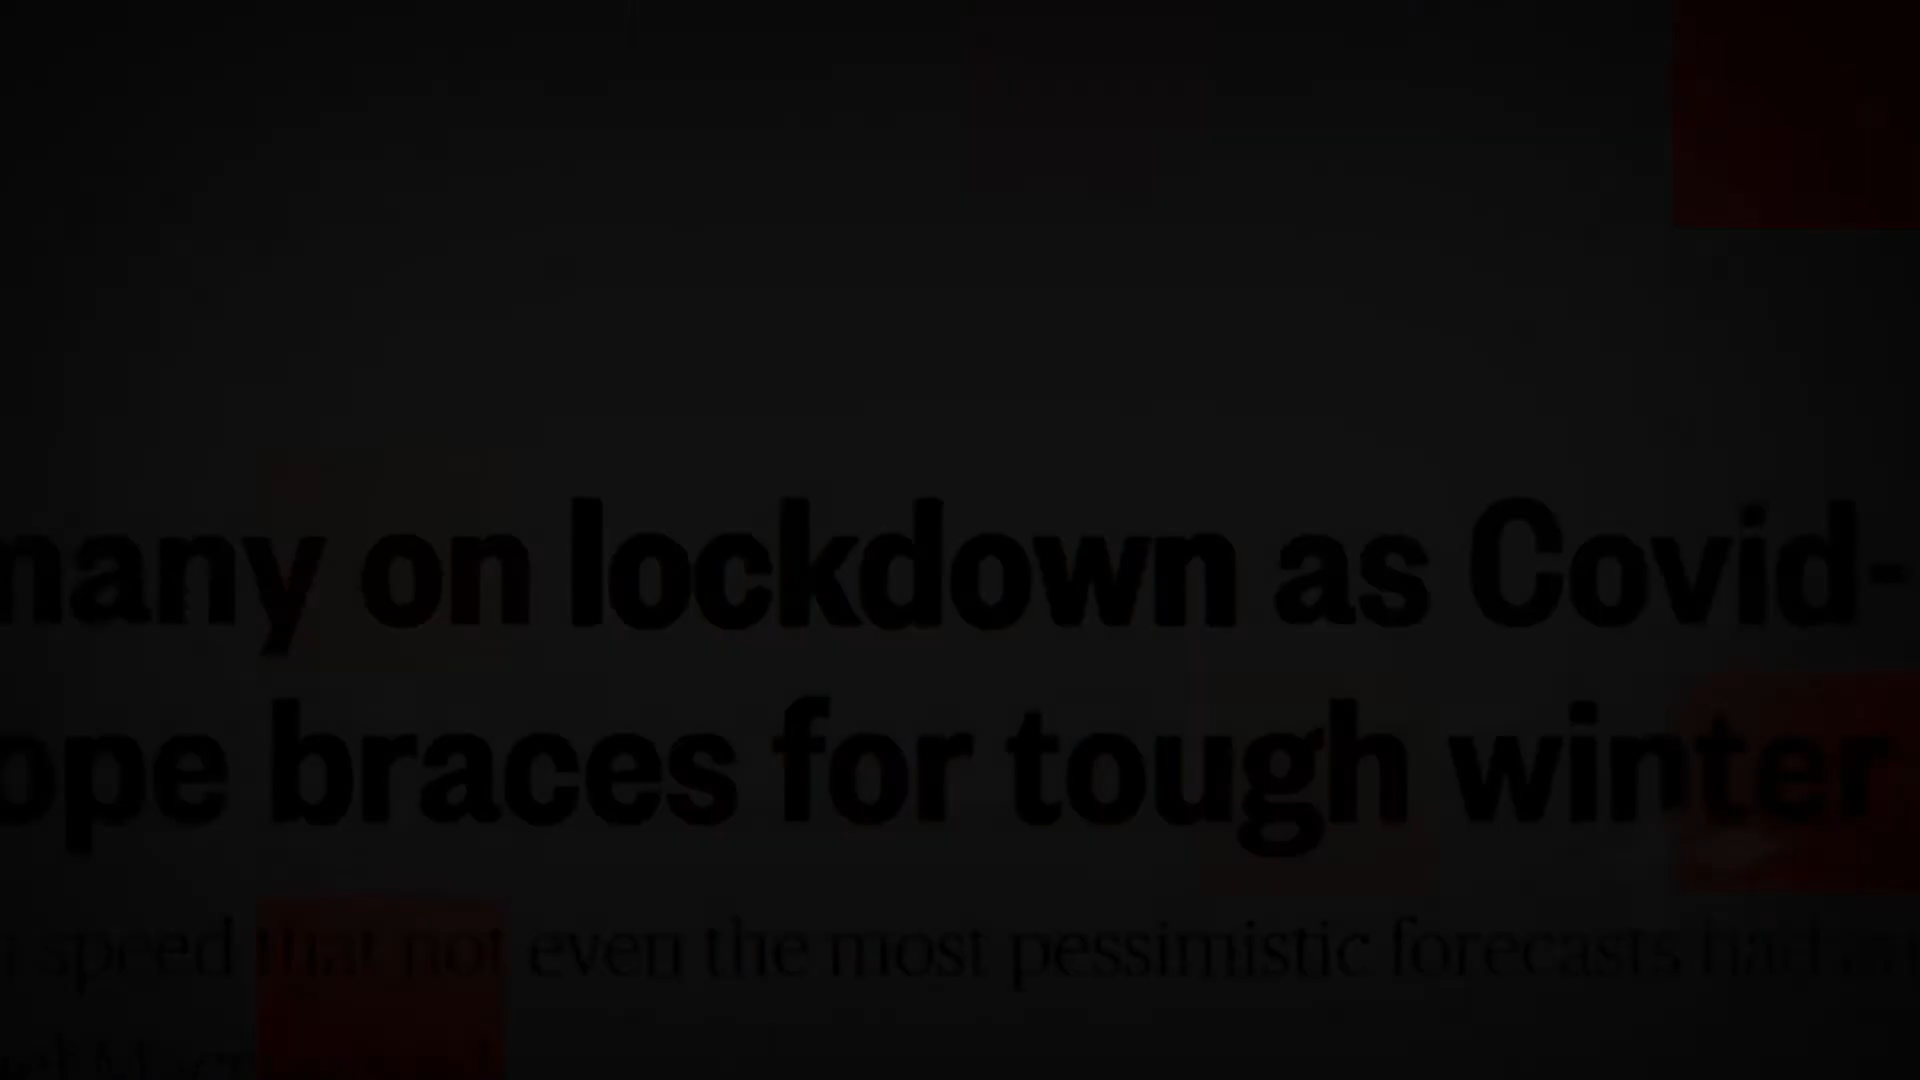 many on lockdown as Covid-
ope braces for tough winter
speed that not even the most pessimistic forecasts had